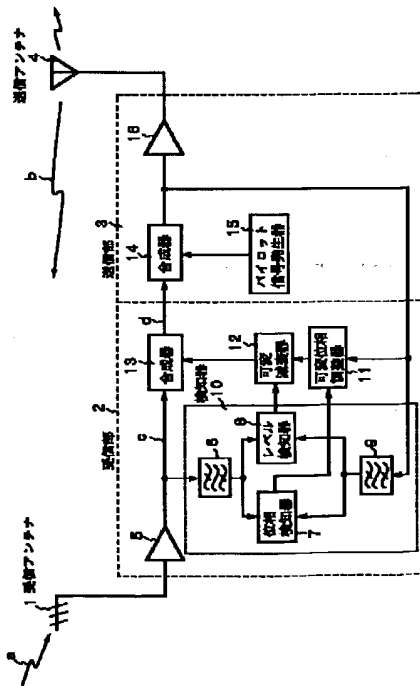 a
1 受信アンテナ
5
2
受信部
c
13
合成器
d
検知器
10
6
8
レベル
検知器
位相
検知器
7
9
12
可変
減衰器
可変位相
調整器
11
3
送信部
14
合成器
15
パイロット
信号発生器
16
b
送信アンテナ
4